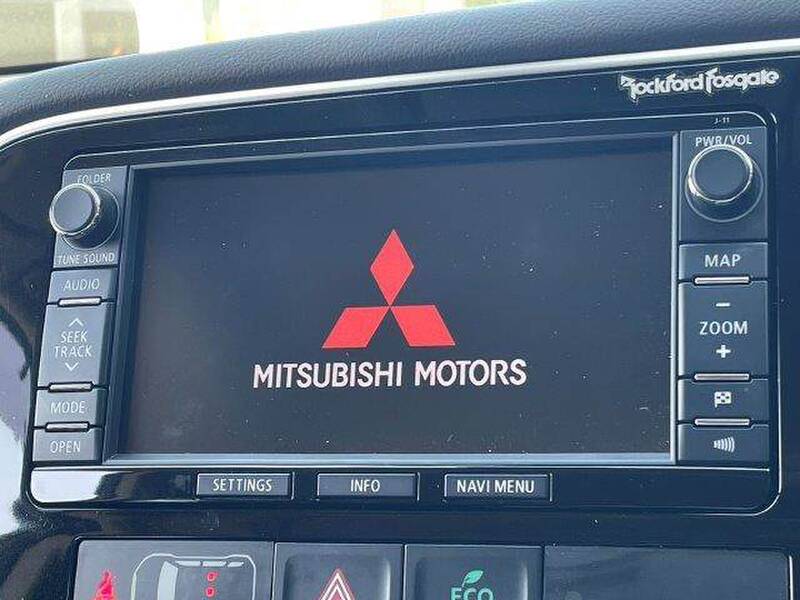 Rockford Fosgate
J-11
FOLDER
PWR/VOL
TUNE SOUND
AUDIO
MAP
SEEK
TRACK
−
ZOOM
+
MODE
OPEN
MITSUBISHI MOTORS
SETTINGS
INFO
NAVI MENU
ECO